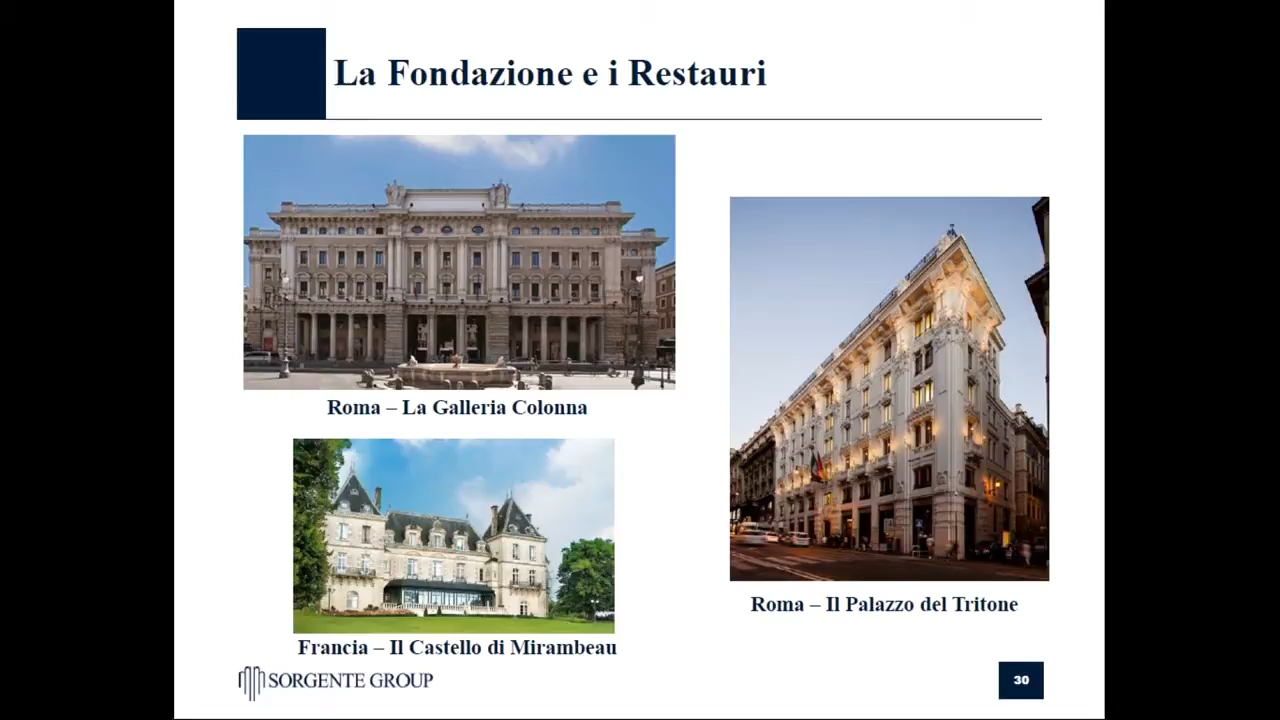 La Fondazione e i Restauri
Roma – La Galleria Colonna
Roma – Il Palazzo del Tritone
Francia – Il Castello di Mirambeau
SORGENTE GROUP
30